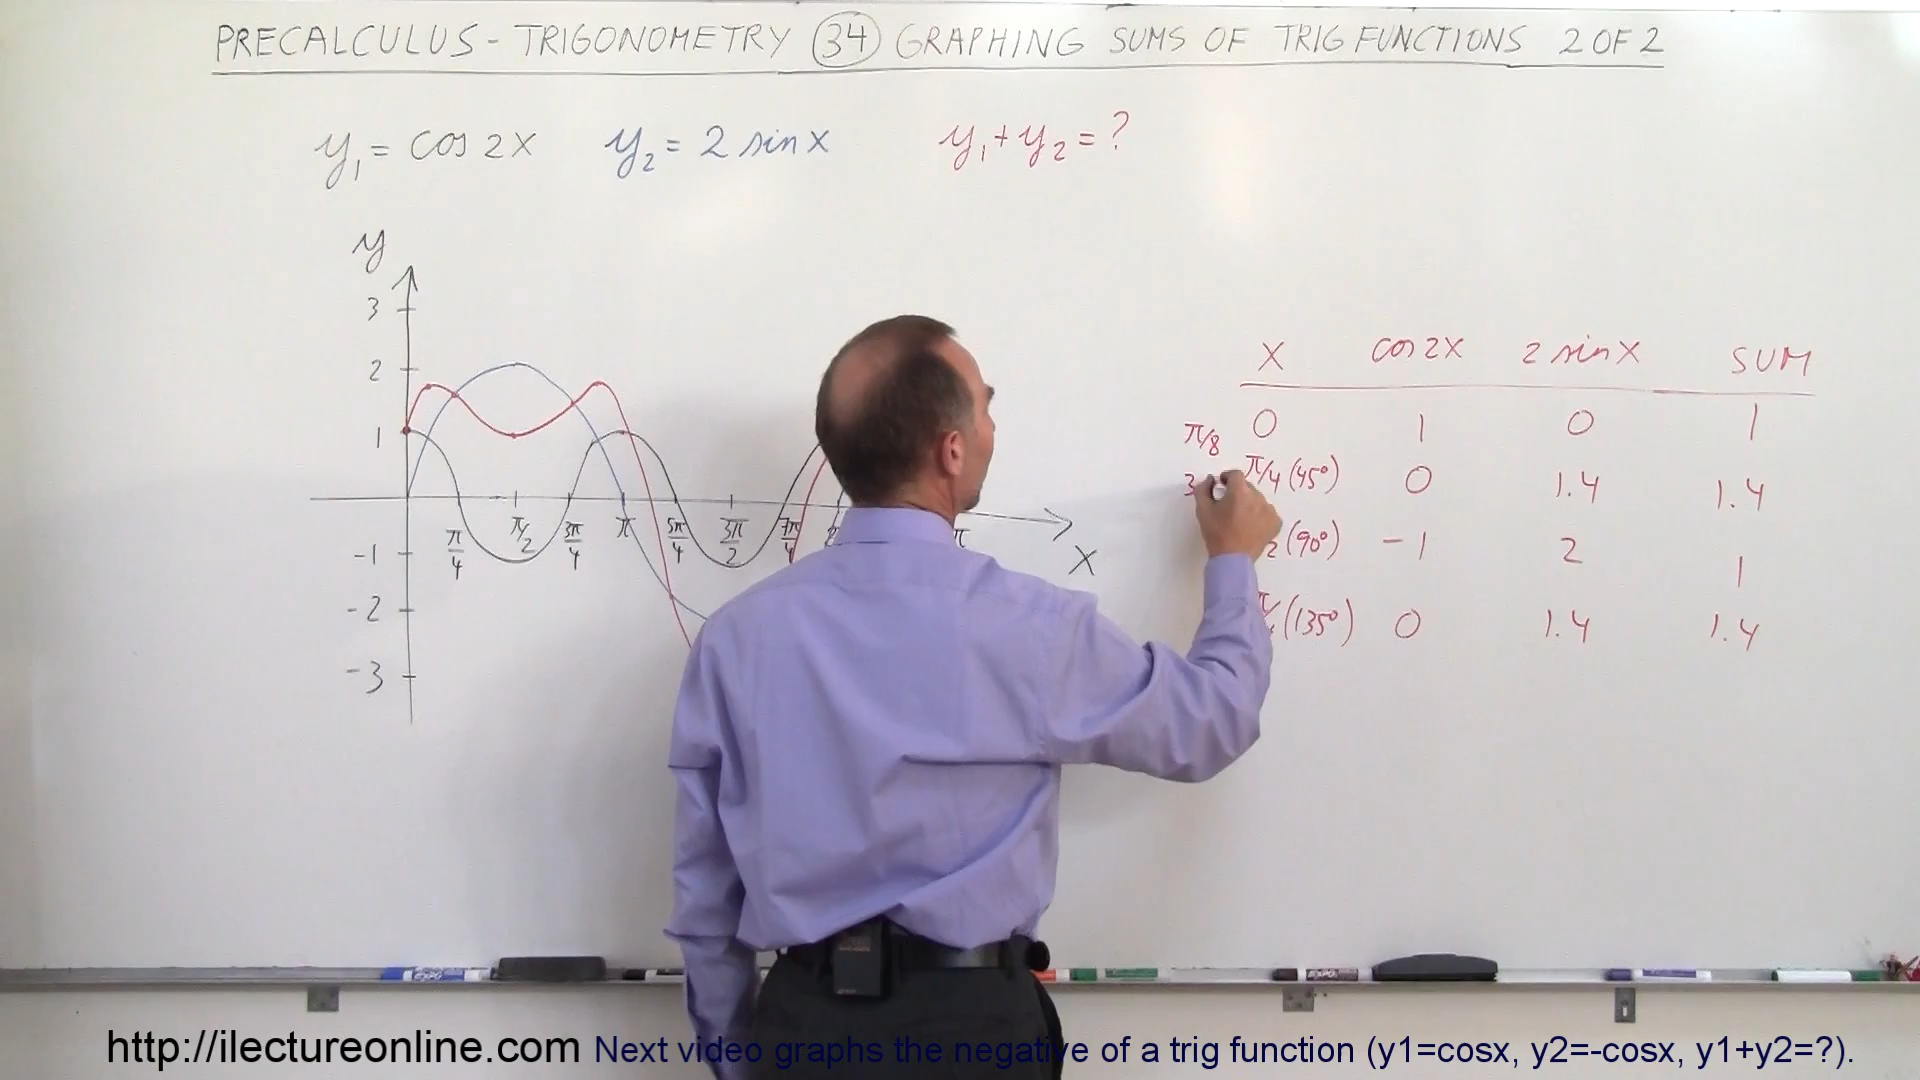 PRECALCULUS - TRIGONOMETRY 34 GRAPHING SUMS OF TRIG FUNCTIONS 2 OF 2
y₁ = cos 2x y₂ = 2 sin x y₁ + y₂ = ?
y
3
2
1
-1
-2
-3
π/4 π/2 3π/4 π 5π/4 3π/2 7π/4 π
X
X cos 2X 2 sin X SUM
0 1 0 1
π/8
π/4 (45°) 0 1.4 1.4
3
2 (90°) -1 2 1
(135°) 0 1.4 1.4
EXPO
EXPO
http://ilectureonline.com Next video graphs the negative of a trig function (y1=cosx, y2=-cosx, y1+y2=?).